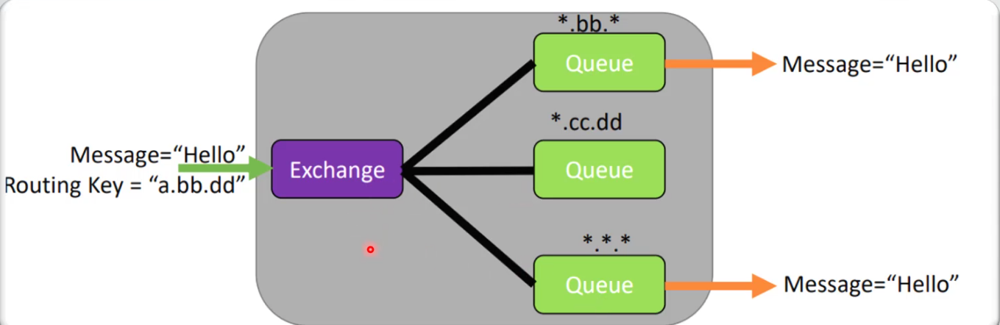 *.bb.*
Queue
Message=“Hello”
*.cc.dd
Message=“Hello”
Routing Key = “a.bb.dd”
Exchange
Queue
*.*.*
Queue
Message=“Hello”